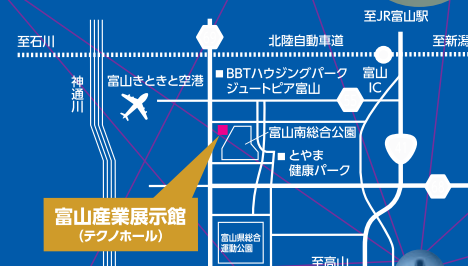 至JR富山駅
至石川
北陸自動車道
至新潟
神通川
富山きときと空港
BBTハウジングパーク
ジュートピア富山
富山
IC
富山南総合公園
とやま
健康パーク
富山産業展示館
(テクノホール)
富山県総合
運動公園
至高山